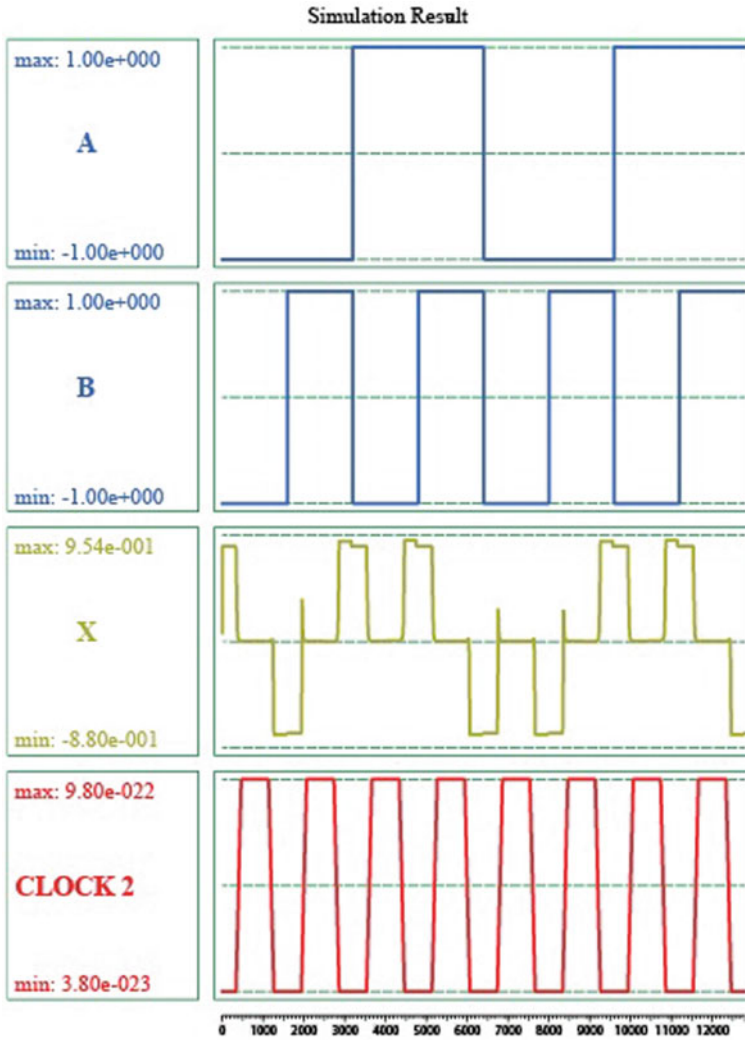 Simulation Result
max: 1.00e+000
A
min: -1.00e+000
max: 1.00e+000
B
min: -1.00e+000
max: 9.54e-001
X
min: -8.80e-001
max: 9.80e-022
CLOCK 2
min: 3.80e-023
0 1000 2000 3000 4000 5000 6000 7000 8000 9000 10000 11000 12000